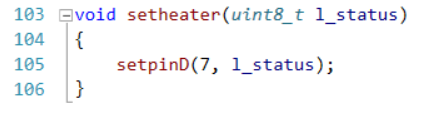 103 void setheater(uint8_t l_status)
104 {
105 setpinD(7, l_status);
106 }